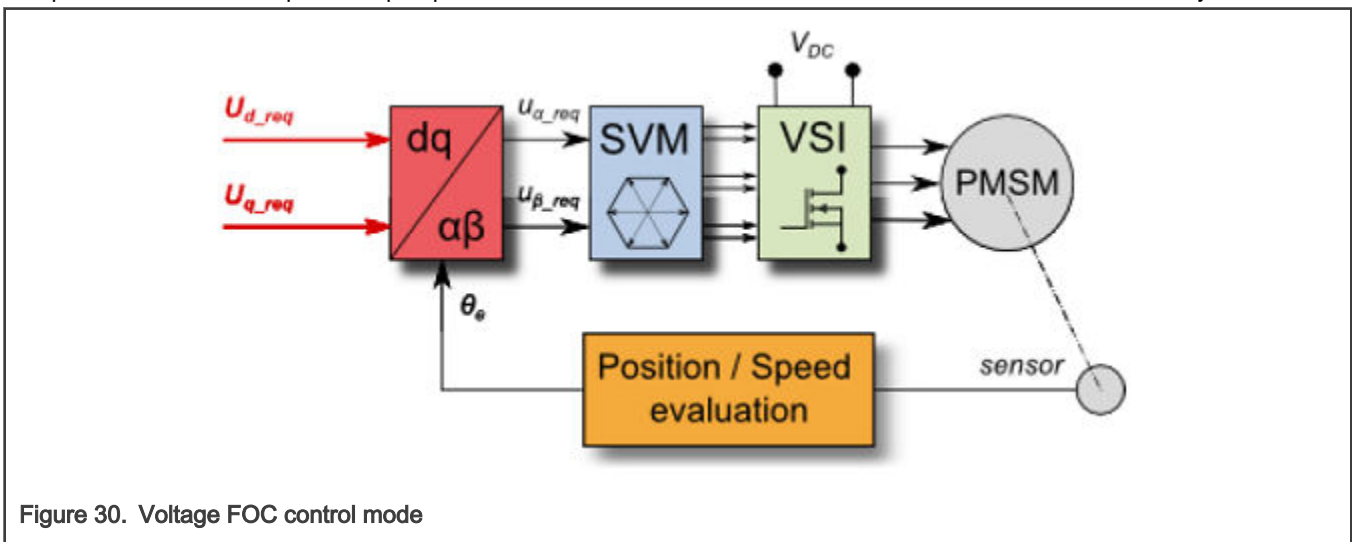 V_DC
U_d_req
dq
u_α_req
SVM
VSI
PMSM
U_q_req
αβ
u_β_req
θ_e
Position / Speed
evaluation
sensor
Figure 30. Voltage FOC control mode